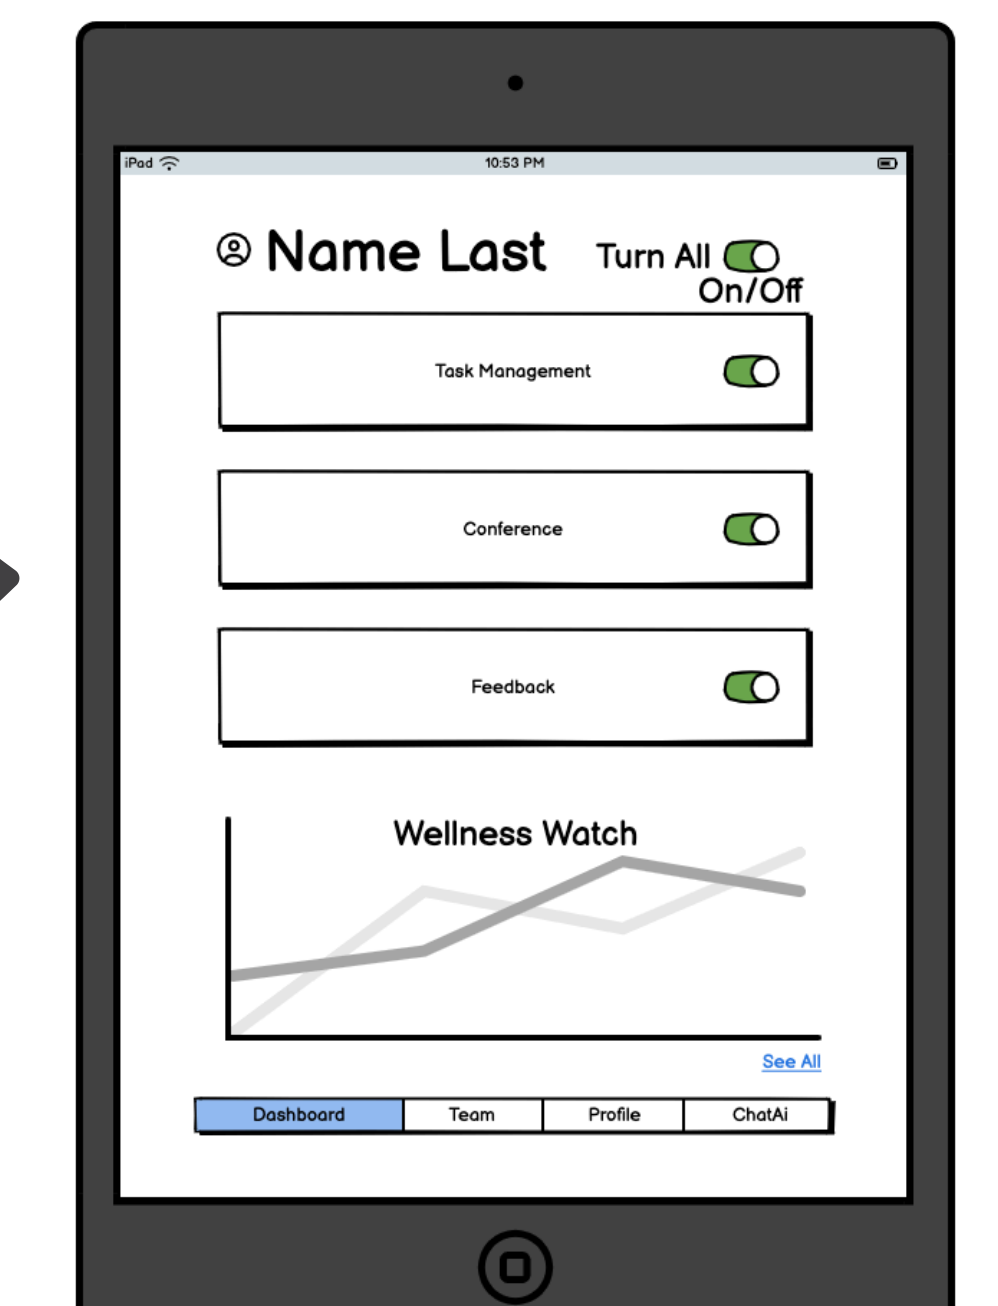 iPad 10:53 PM
Name Last Turn All
On/Off
Task Management
Conference
Feedback
Wellness Watch
See All
Dashboard Team Profile ChatAi